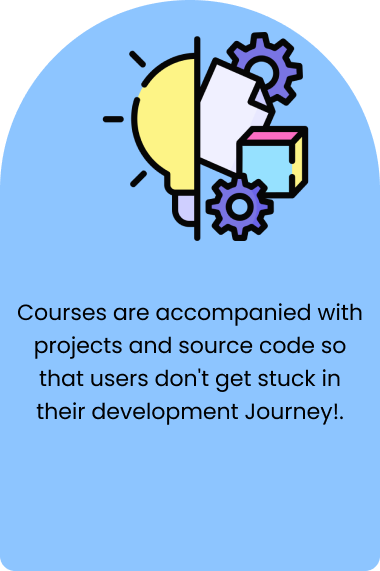 Courses are accompanied with
projects and source code so
that users don't get stuck in
their development Journey!.